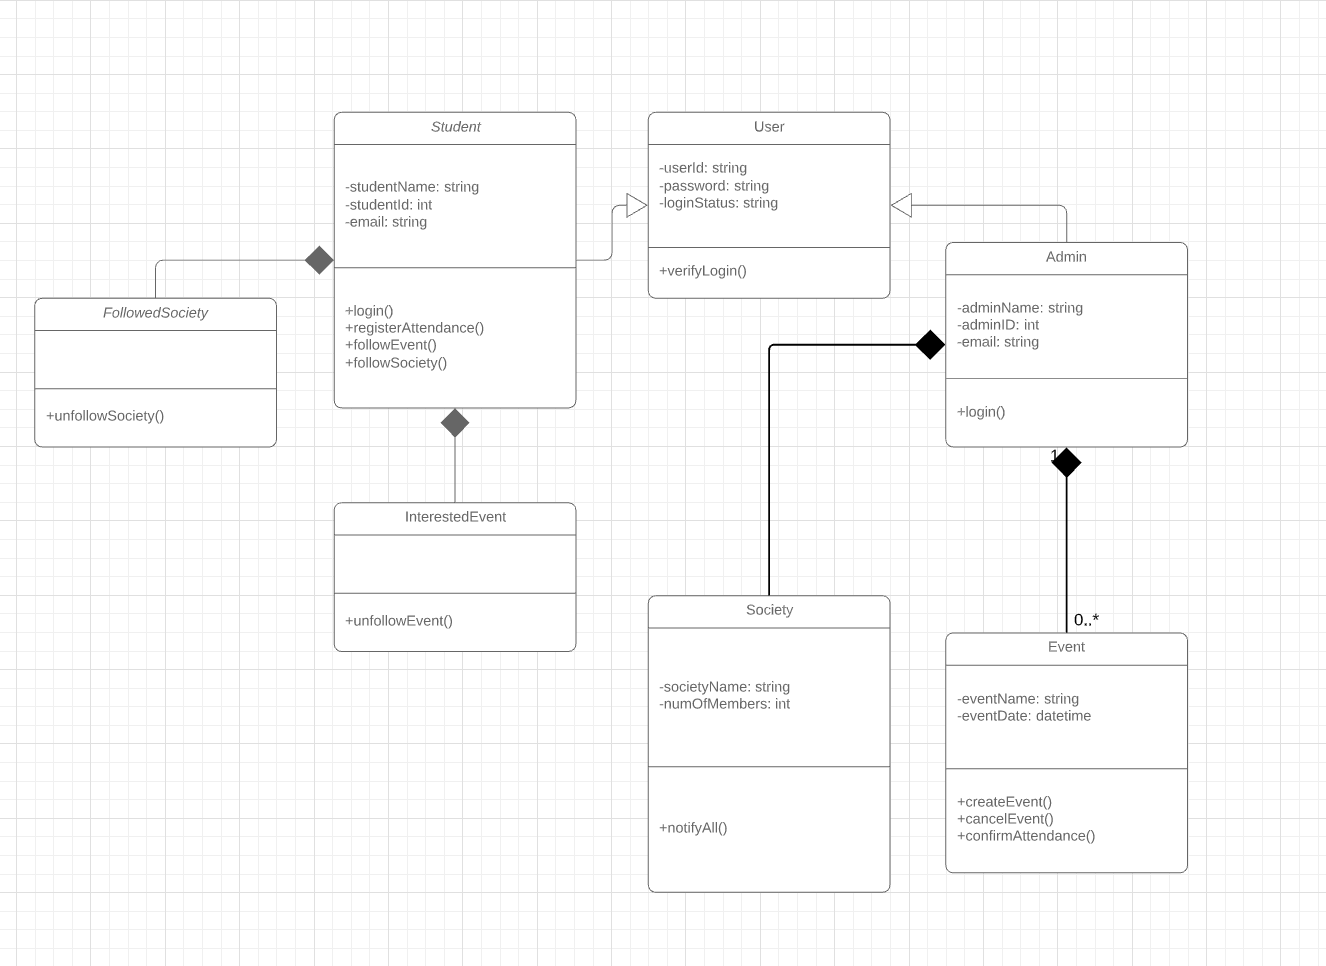 Student
-studentName: string
-studentId: int
-email: string
+login()
+registerAttendance()
+followEvent()
+followSociety()
User
-userId: string
-password: string
-loginStatus: string
+verifyLogin()
Admin
-adminName: string
-adminID: int
-email: string
+login()
FollowedSociety
+unfollowSociety()
InterestedEvent
+unfollowEvent()
1
0..*
Society
-societyName: string
-numOfMembers: int
+notifyAll()
Event
-eventName: string
-eventDate: datetime
+createEvent()
+cancelEvent()
+confirmAttendance()